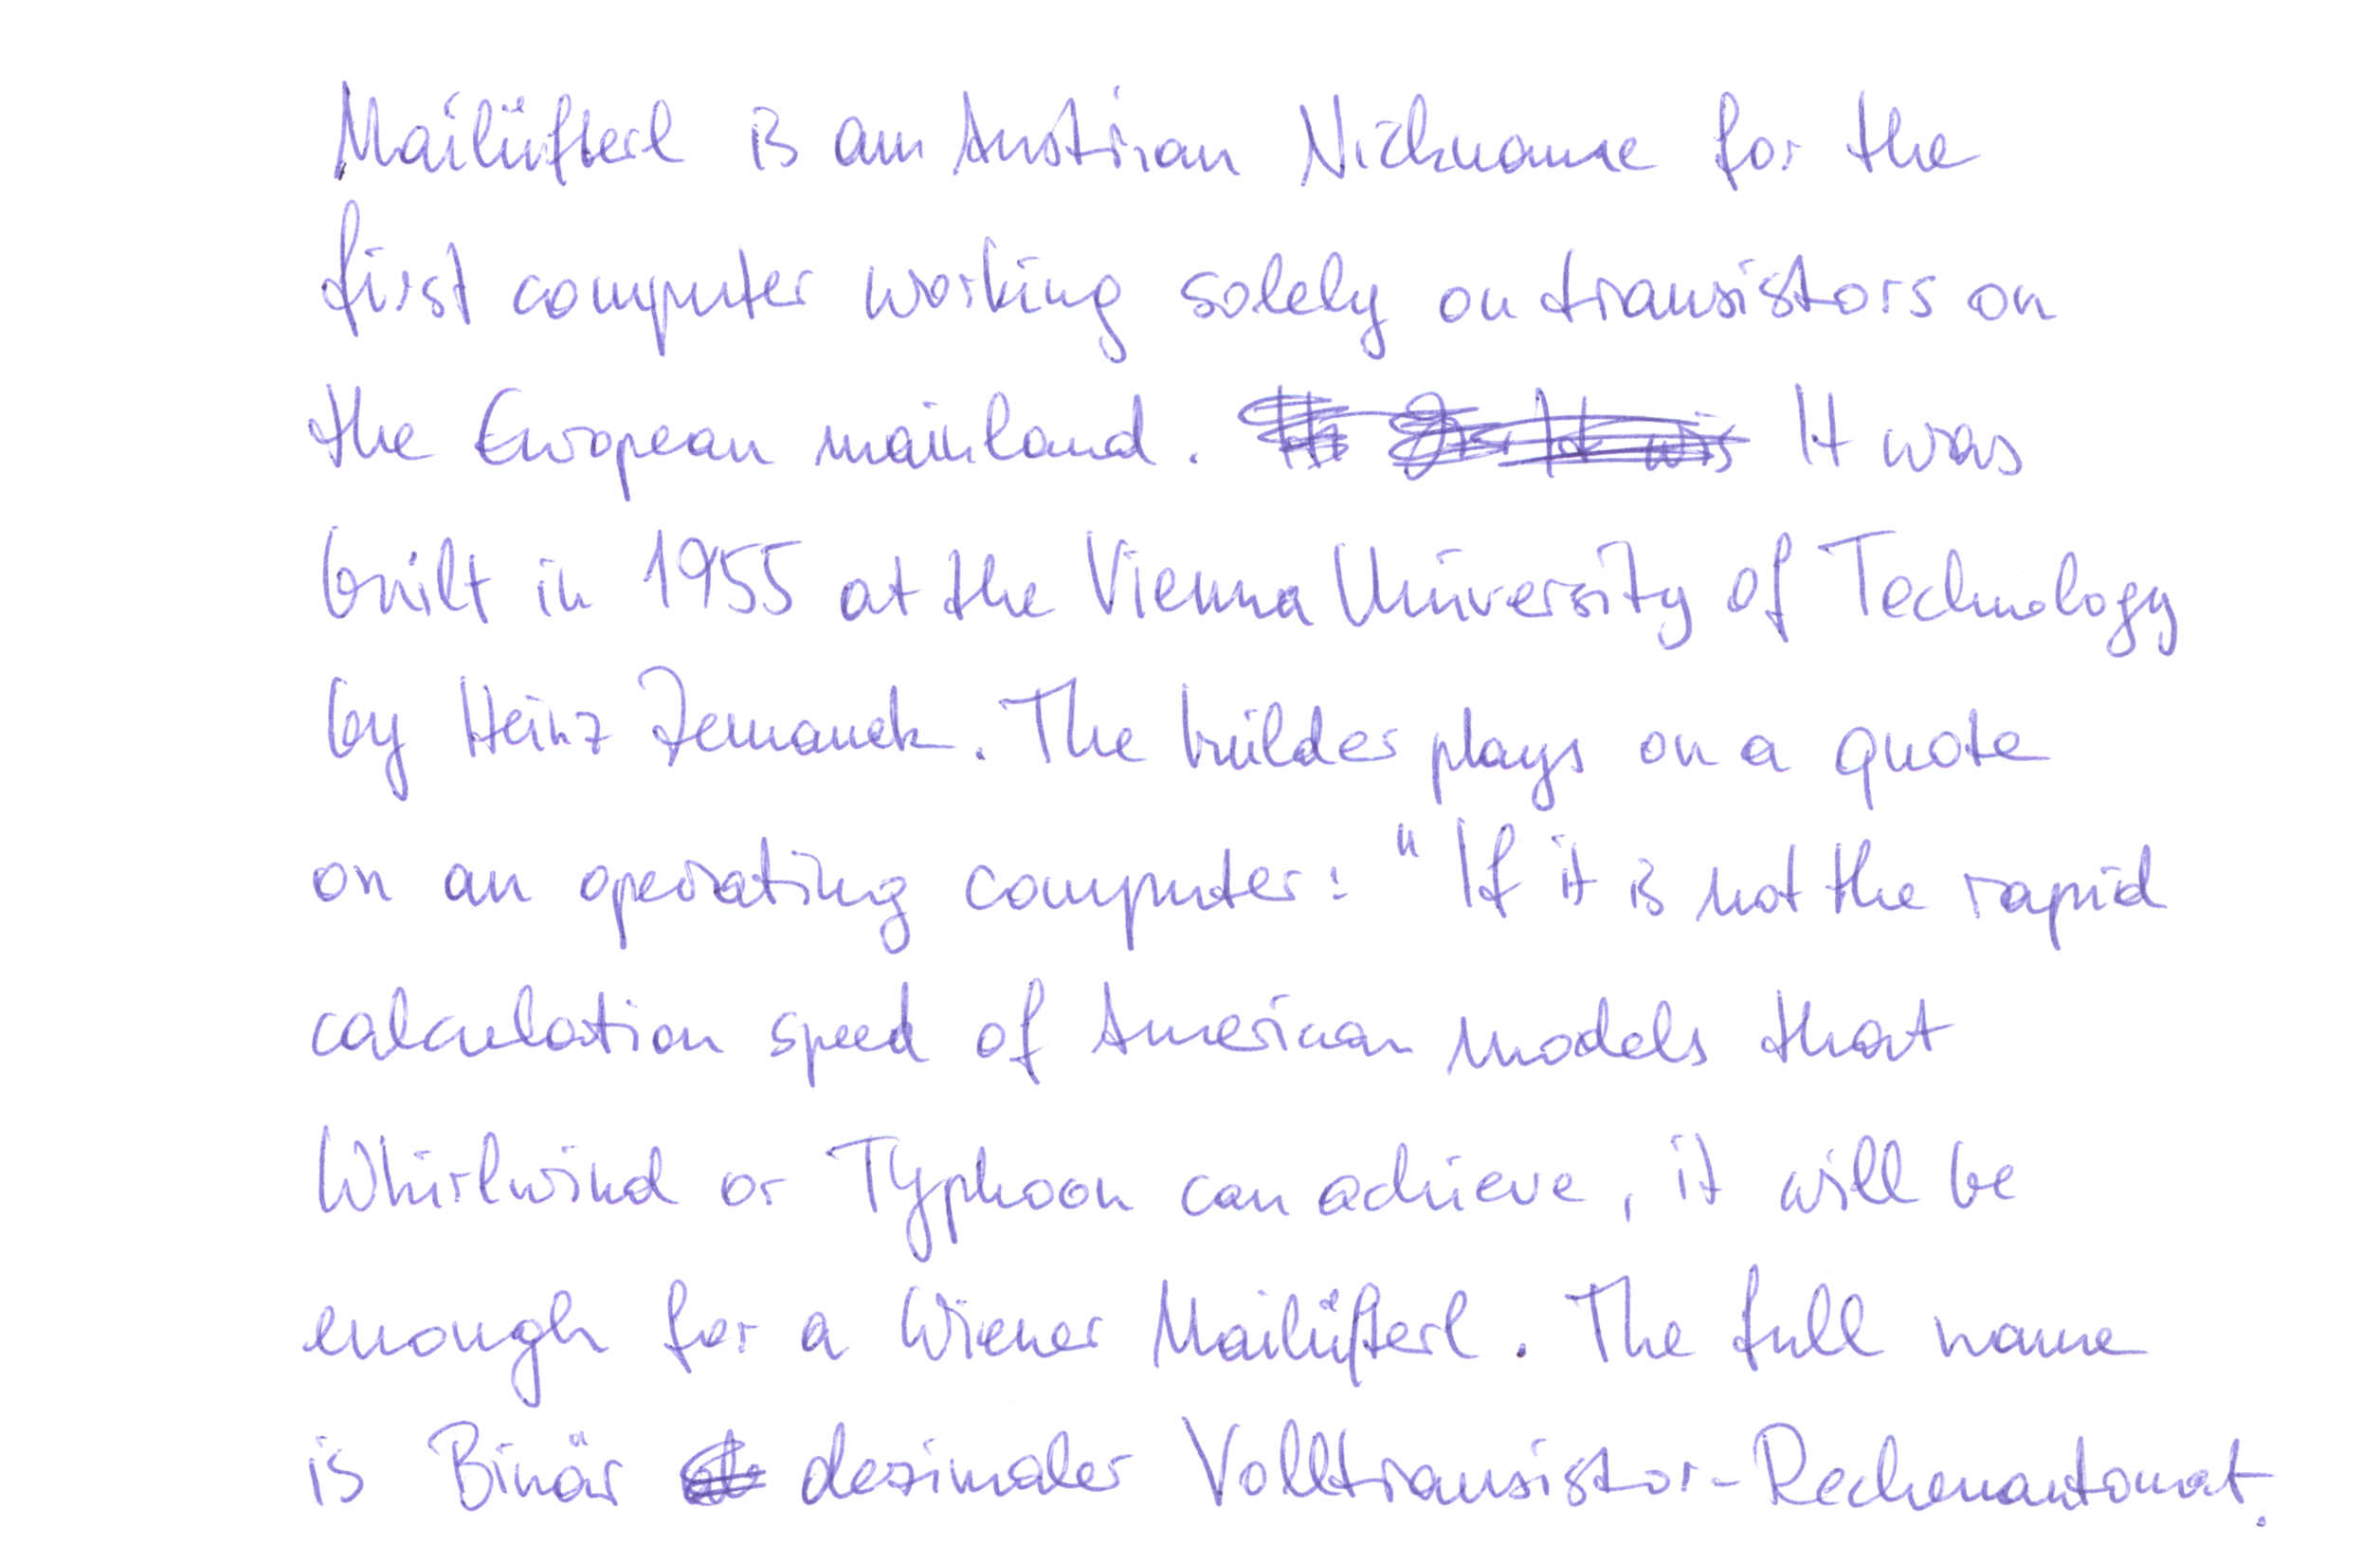 Mailüfterl is an Austrian Nickname for the
first computer working solely on transistors on
the European mainland. It was
built in 1955 at the Vienna University of Technology
by Heinz Zemanek. The builder plays on a quote
on an operating computer: "If it is not the rapid
calculation speed of American models that
Whirlwind or Typhoon can achieve, it will be
enough for a Wiener Mailüfterl. The full name
is Binär dezimaler Volltransistor-Rechenautomat.